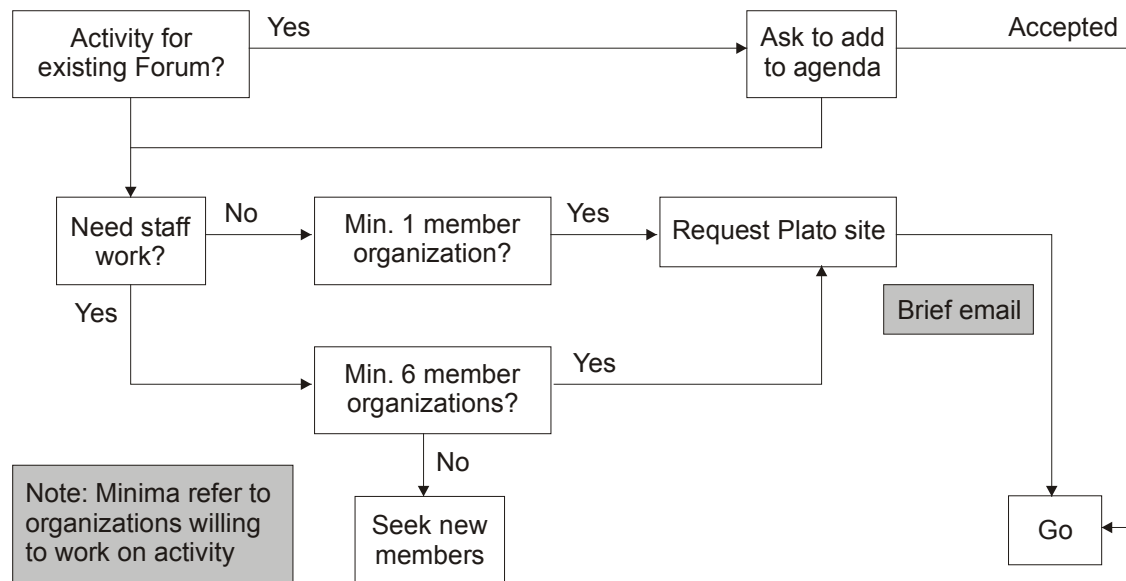 Activity for
existing Forum?
Yes
Ask to add
to agenda
Accepted
Need staff
work?
No
Min. 1 member
organization?
Yes
Request Plato site
Yes
Brief email
Min. 6 member
organizations?
Yes
No
Note: Minima refer to
organizations willing
to work on activity
Seek new
members
Go